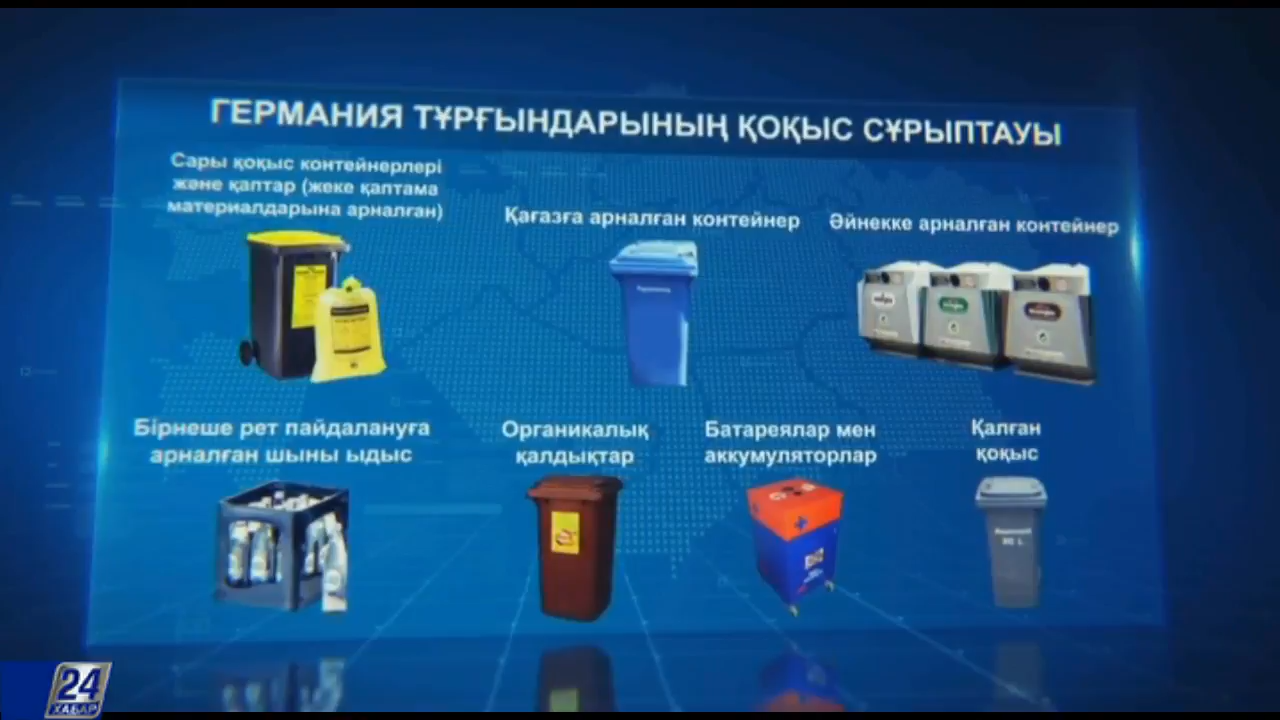 ГЕРМАНИЯ ТҰРҒЫНДАРЫНЫҢ ҚОҚЫС СҰРЫПТАУЫ
Сары қоқыс контейнерлері
және қаптар (жеке қаптама
материалдарына арналған)
Қағазға арналған контейнер
Әйнекке арналған контейнер
Бірнеше рет пайдалануға
арналған шыны ыдыс
Органикалық
қалдықтар
Батареялар мен
аккумуляторлар
Қалған
қоқыс
24
ХАБАР